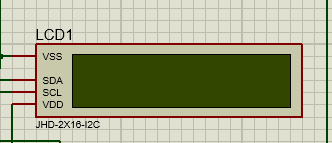 LCD1
VSS
SDA
SCL
VDD
JHD-2X16-I2C